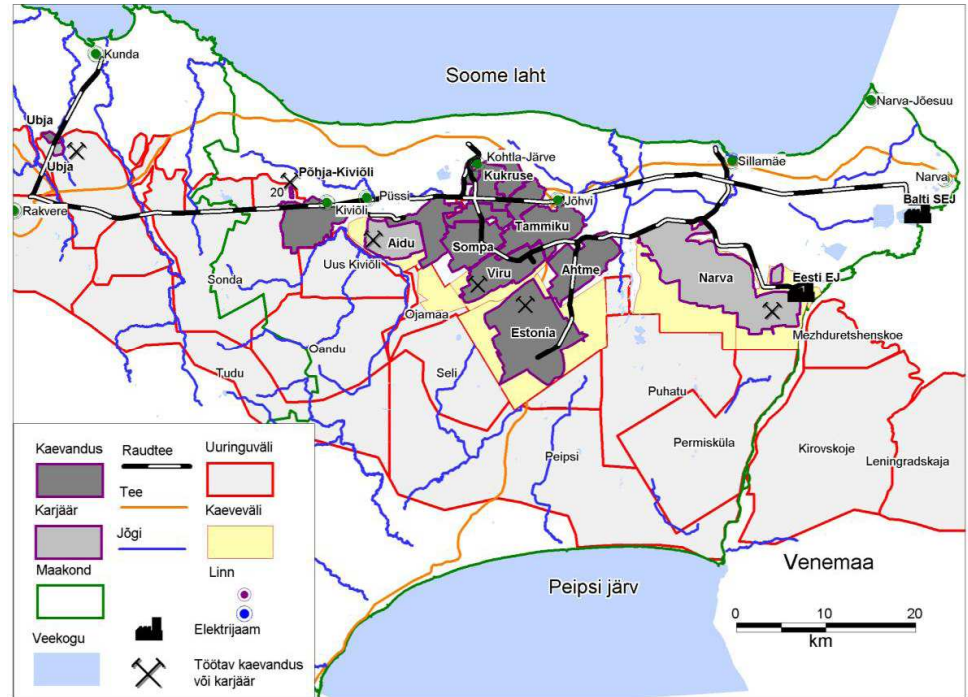 Kunda
Soome laht
Narva-Jõesuu
Ubja
Ubja
Põhja-Kiviõli
20
Kohtla-Järve
Kukruse
Sillamäe
Narva
Rakvere
Kiviõli
Püssi
Jõhvi
Balti SEJ
Tammiku
Aidu
Sompa
Uus Kiviõli
Viru
Ahtme
Narva
Eesti EJ
Sonda
Ojamaa
Estonia
Mezhduretshenskoe
Oandu
Tudu
Seli
Puhatu
Permisküla
Peipsi
Kirovskoje
Leningradskaja
Venemaa
Peipsi järv
0 10 20
km
Kaevandus
Raudtee
Uuringuväli
Tee
Karjäär
Kaeveväli
Jõgi
Maakond
Linn
Veekogu
Elektrijaam
Töötav kaevandus
või karjäär